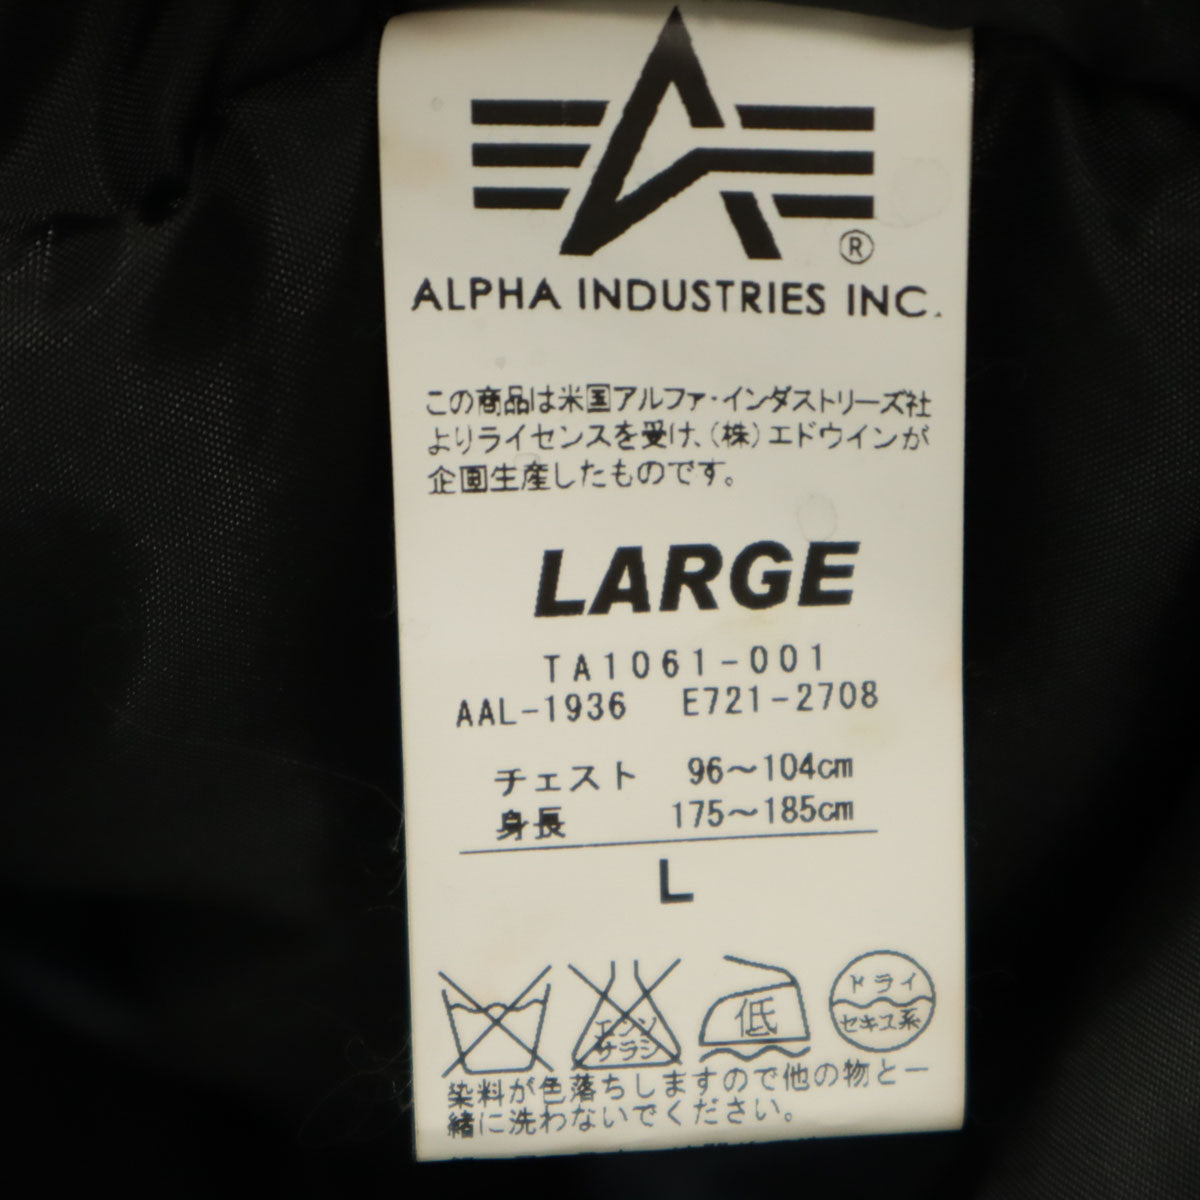 ®
ALPHA INDUSTRIES INC.
この商品は米国アルファ・インダストリーズ社
よりライセンスを受け、(株)エドウインが
企画生産したものです。
LARGE
TA1061-001
AAL-1936 E721-2708
チェスト 96～104cm
身長 175～185cm
L
エンソ
サラシ
低
ドライ
セキユ系
染料が色落ちしますので他の物と一
緒に洗わないでください。